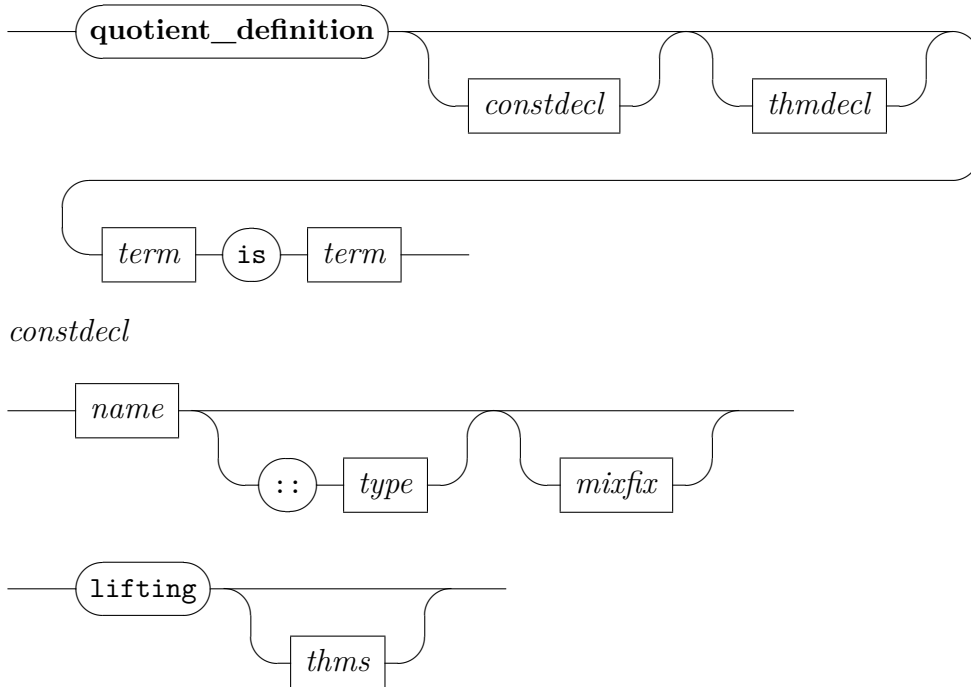 quotient_definition
constdecl thmdecl
term is term
constdecl
name
:: type mixfix
lifting
thms